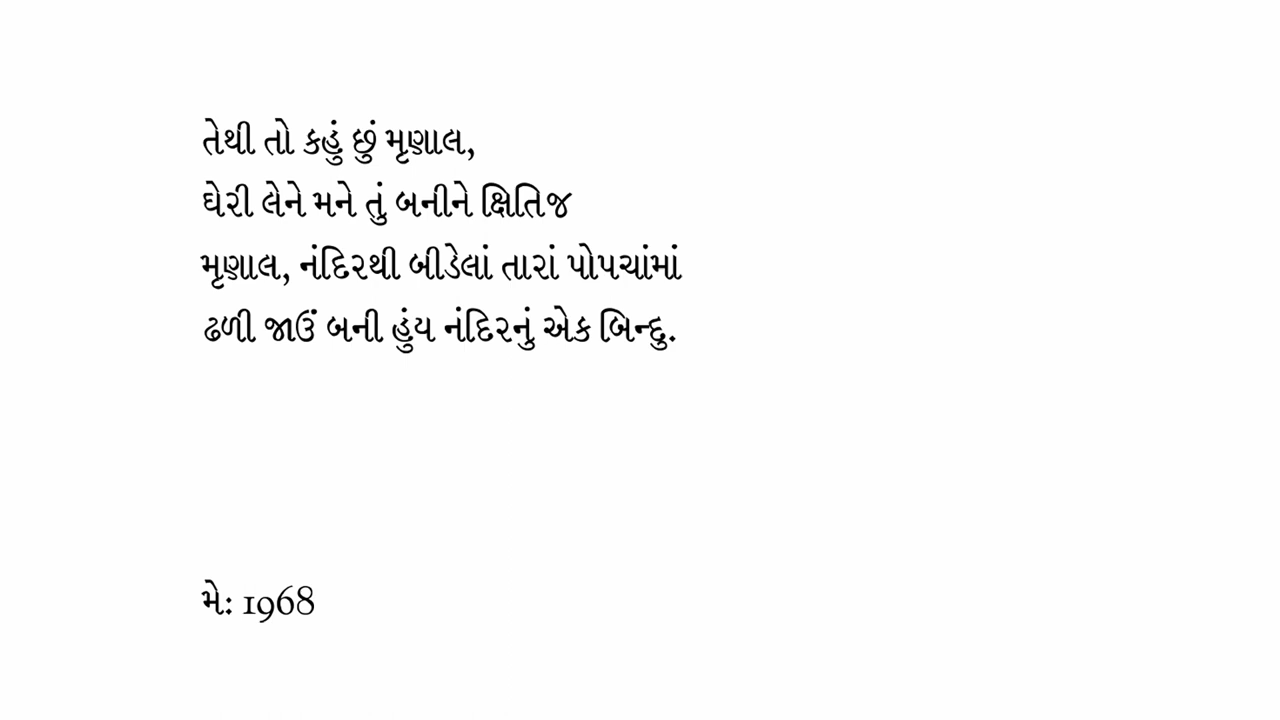 તેથી તો કહું છું મૃણાલ,
ઘેરી લેને મને તું બનીને ક્ષિતિજ
મૃણાલ, નંદિરથી બીડેલાં તારાં પોપચાંમાં
ઢળી જાઉં બની હુંય નંદિરનું એક બિન્દુ.
મે: 1968